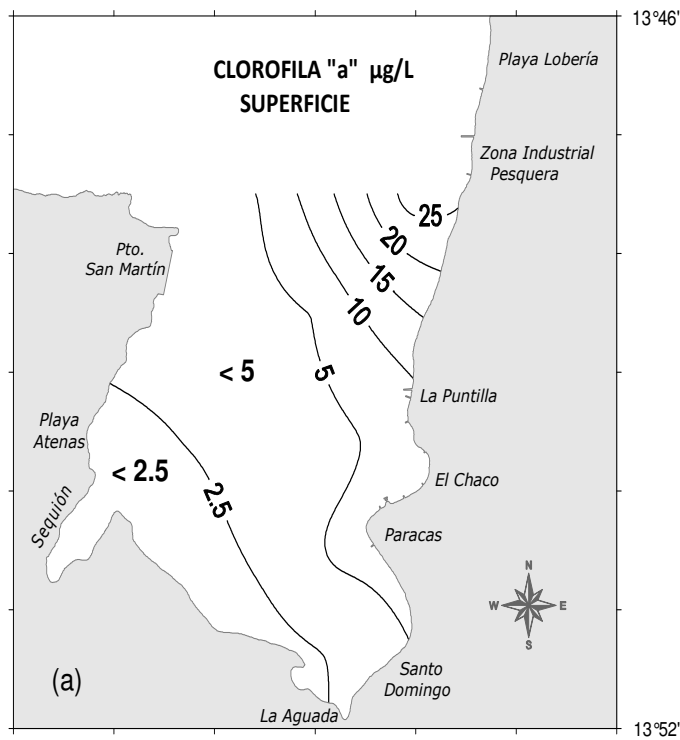 13°46'
CLOROFILA "a" µg/L
SUPERFICIE
Playa Lobería
Zona Industrial
Pesquera
25
20
15
10
5
Pto.
San Martín
< 5
La Puntilla
Playa
Atenas
< 2.5
2.5
El Chaco
Sequión
Paracas
N
W
E
S
(a)
Santo
Domingo
La Aguada
13°52'